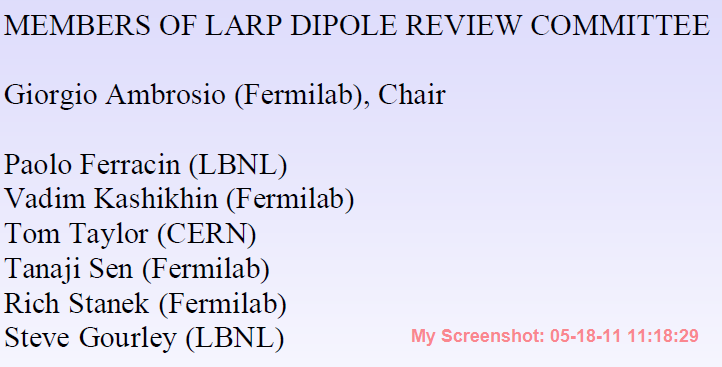 MEMBERS OF LARP DIPOLE REVIEW COMMITTEE
Giorgio Ambrosio (Fermilab), Chair
Paolo Ferracin (LBNL)
Vadim Kashikhin (Fermilab)
Tom Taylor (CERN)
Tanaji Sen (Fermilab)
Rich Stanek (Fermilab)
Steve Gourley (LBNL)
My Screenshot: 05-18-11 11:18:29